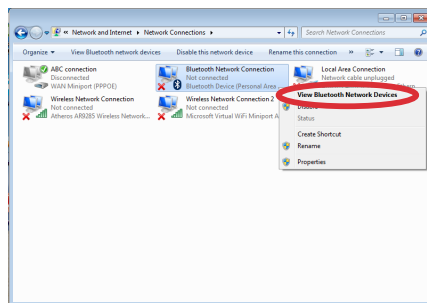 « Network and Internet ▸ Network Connections ▸
Search Network Connections
Organize
View Bluetooth network devices
Disable this network device
Rename this connection
»
ABC connection
Disconnected
WAN Miniport (PPPOE)
Bluetooth Network Connection
Not connected
Bluetooth Device (Personal Area ...
Local Area Connection
Network cable unplugged
Wireless Network Connection
Not connected
Atheros AR9285 Wireless Network...
Wireless Network Connection 2
Not connected
Microsoft Virtual WiFi Miniport A
View Bluetooth Network Devices
Status
Create Shortcut
Rename
Properties